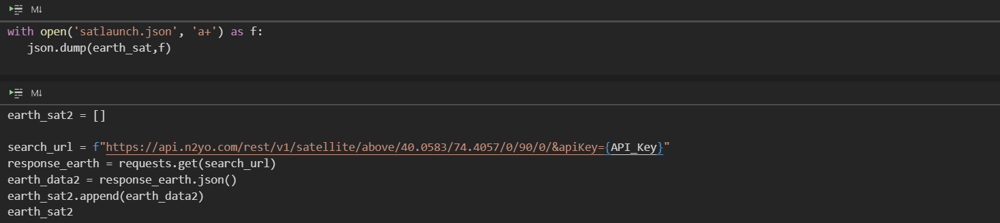 M↓
with open('satlaunch.json', 'a+') as f:
   json.dump(earth_sat,f)
M↓
earth_sat2 = []
search_url = f"https://api.n2yo.com/rest/v1/satellite/above/40.0583/74.4057/0/90/0/&apiKey={API_Key}"
response_earth = requests.get(search_url)
earth_data2 = response_earth.json()
earth_sat2.append(earth_data2)
earth_sat2